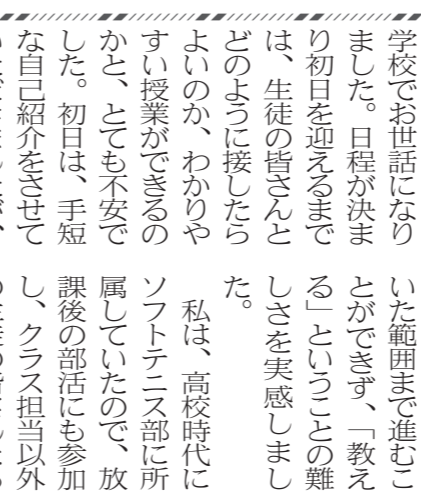 学校でお世話になり
ました。日程が決ま
り初日を迎えるまで
は、生徒の皆さんと
どのように接したら
よいのか、わかりや
すい授業ができるの
かと、とても不安で
した。初日は、手短
な自己紹介をさせて
いた範囲まで進むこ
とができず、「教え
る」ということの難
しさを実感しまし
た。
私は、高校時代に
ソフトテニス部に所
属していたので、放
課後の部活にも参加
し、クラス担当以外